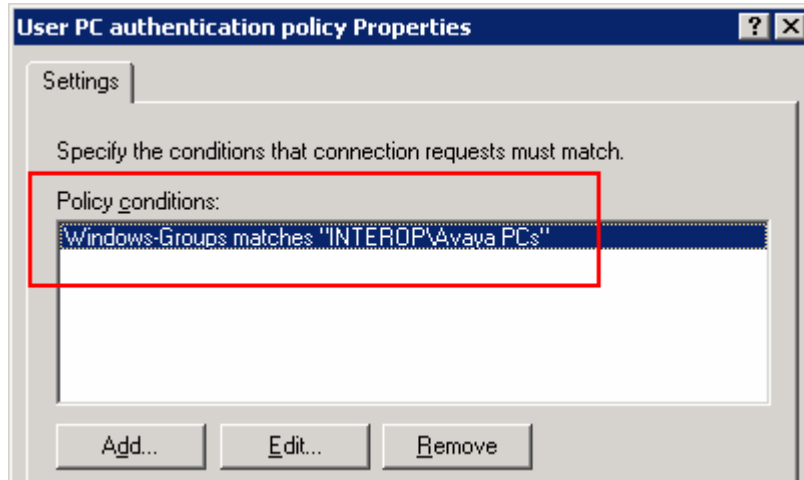 User PC authentication policy Properties
? X
Settings
Specify the conditions that connection requests must match.
Policy conditions:
Windows-Groups matches "INTEROP\Avaya PCs"
Add... Edit... Remove